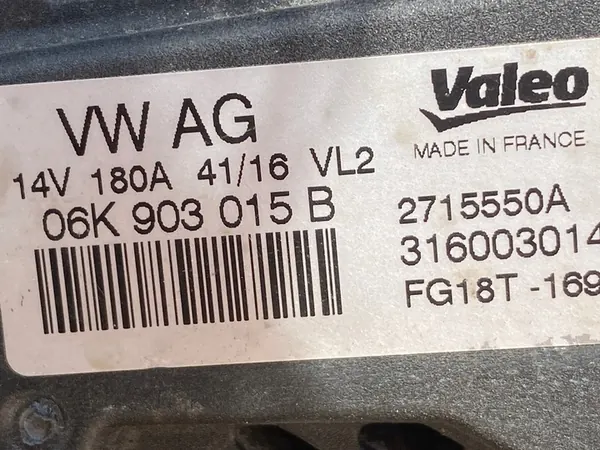 VW AG
14V 180A 41/16 VL2
06K 903 015 B
Valeo
MADE IN FRANCE
2715550A
316003014
FG18T -169